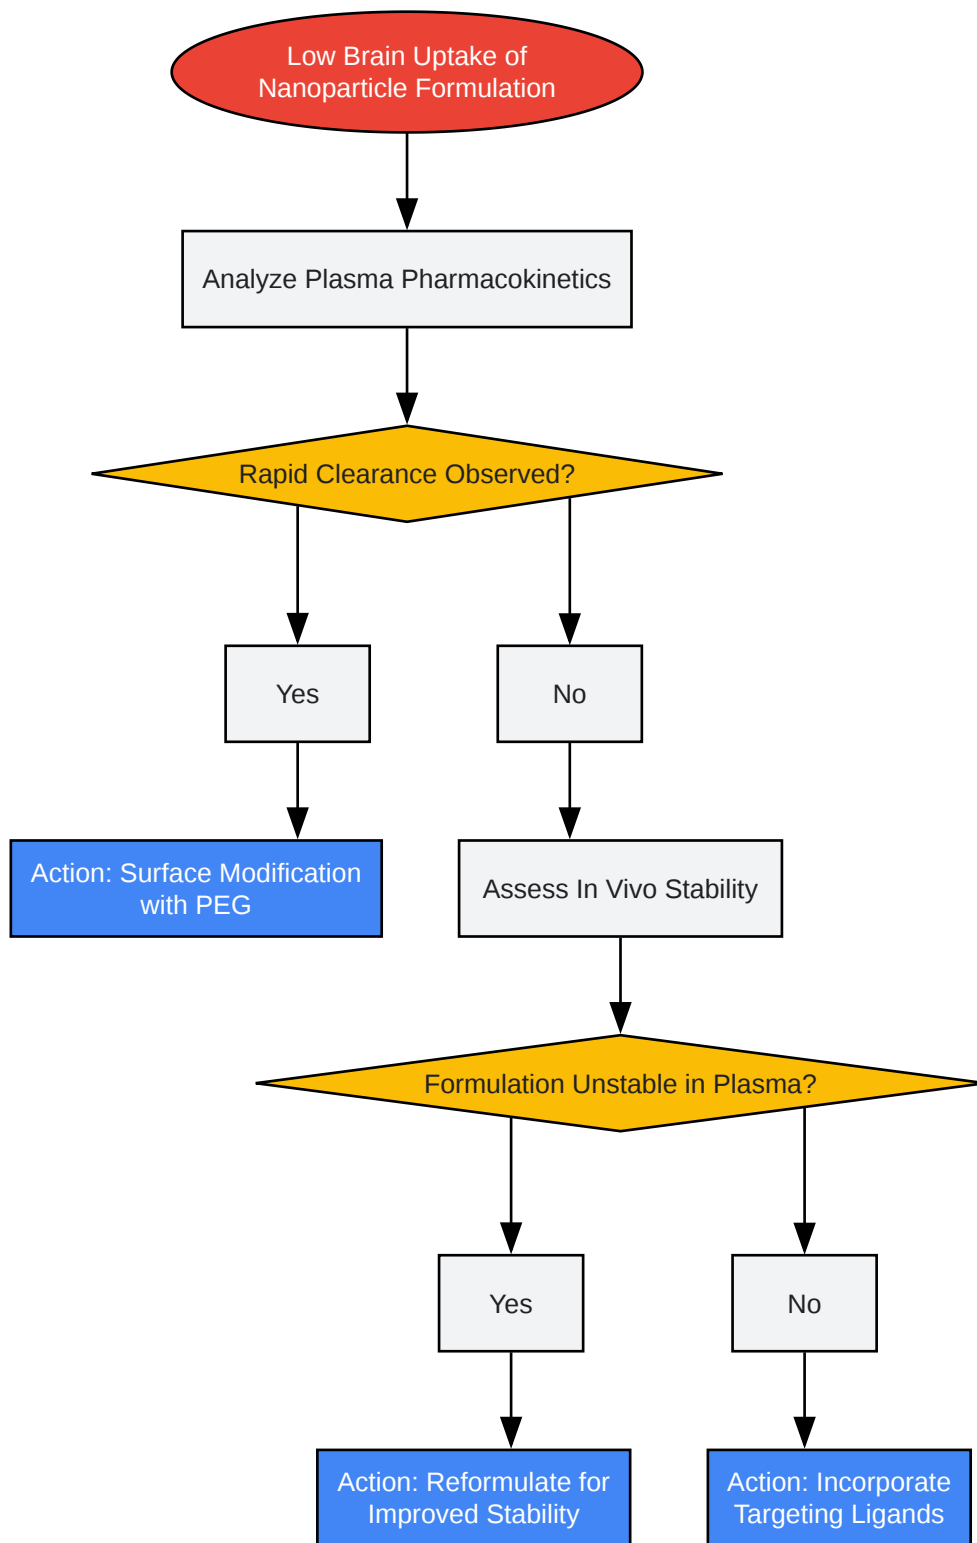 Low Brain Uptake of
Nanoparticle Formulation
Analyze Plasma Pharmacokinetics
Rapid Clearance Observed?
Yes
No
Action: Surface Modification
with PEG
Assess In Vivo Stability
Formulation Unstable in Plasma?
Yes
No
Action: Reformulate for
Improved Stability
Action: Incorporate
Targeting Ligands